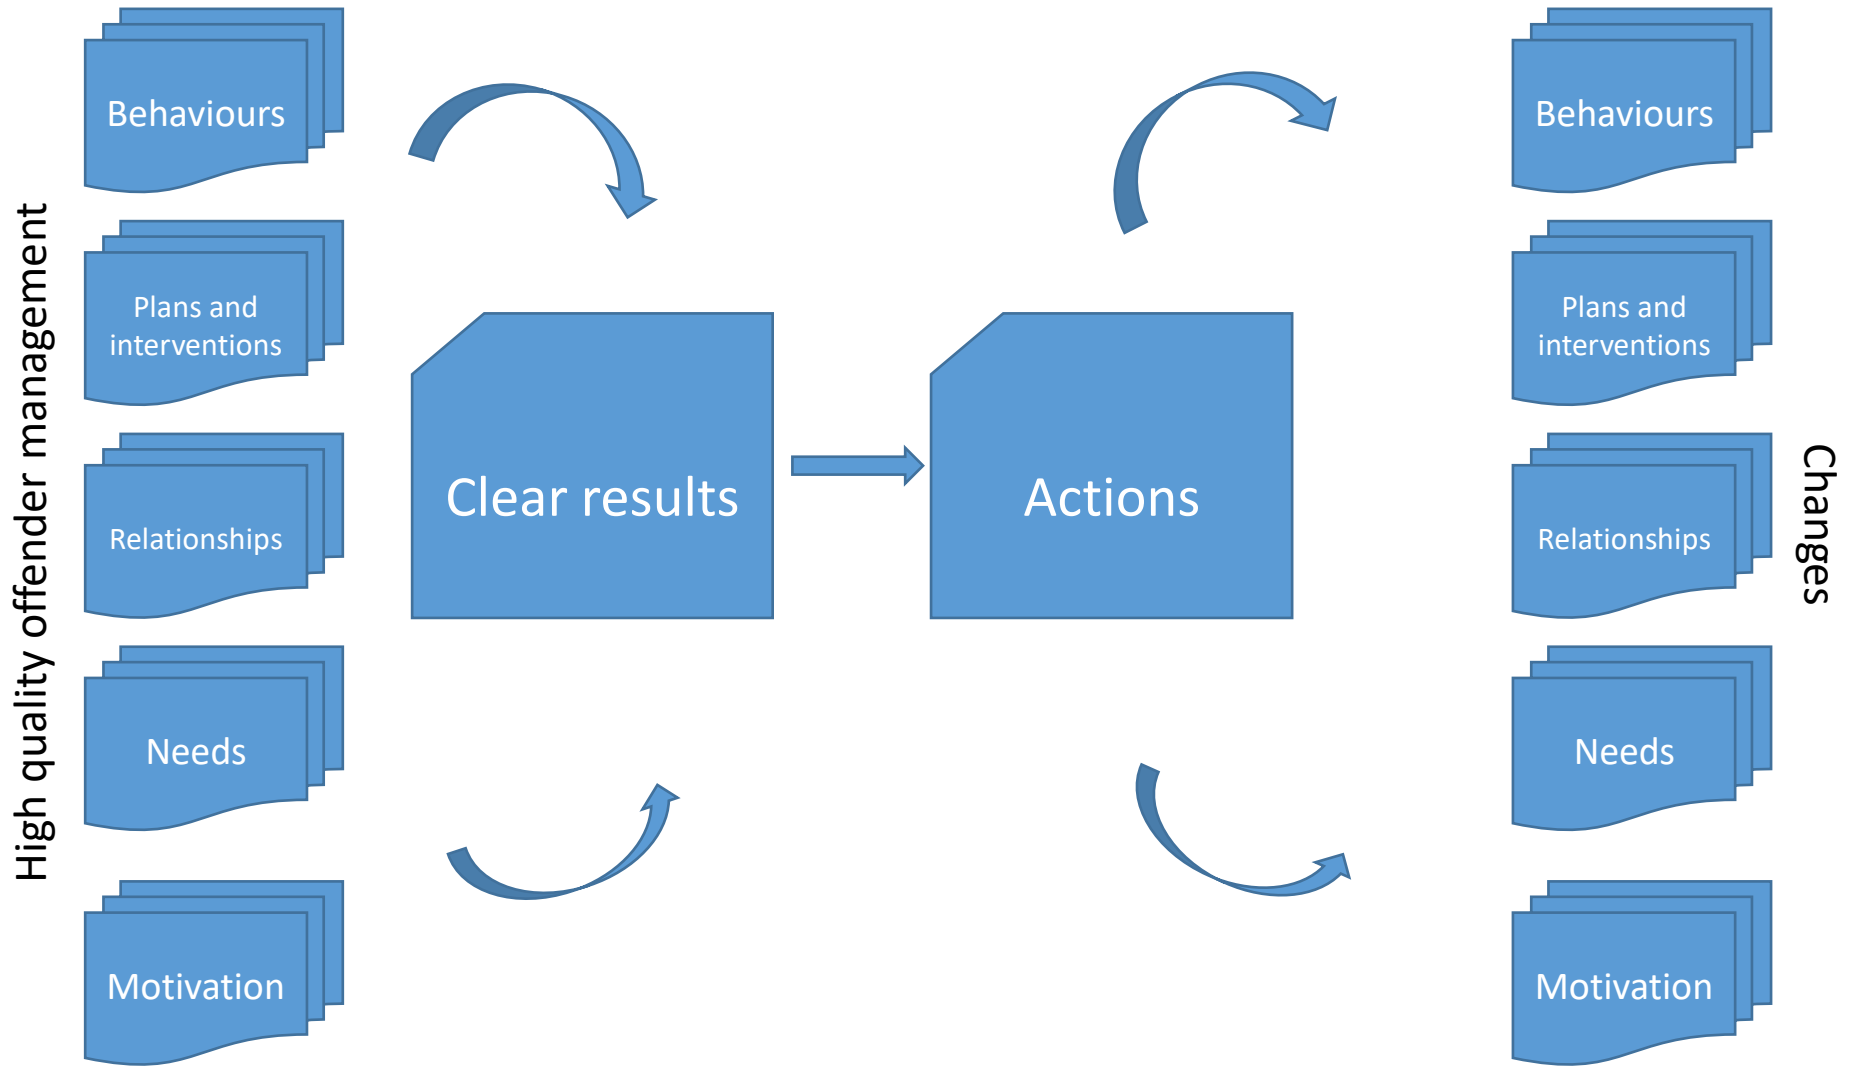 High quality offender management
Behaviours
Plans and
interventions
Relationships
Needs
Motivation
Clear results
Actions
Behaviours
Plans and
interventions
Relationships
Needs
Motivation
Changes